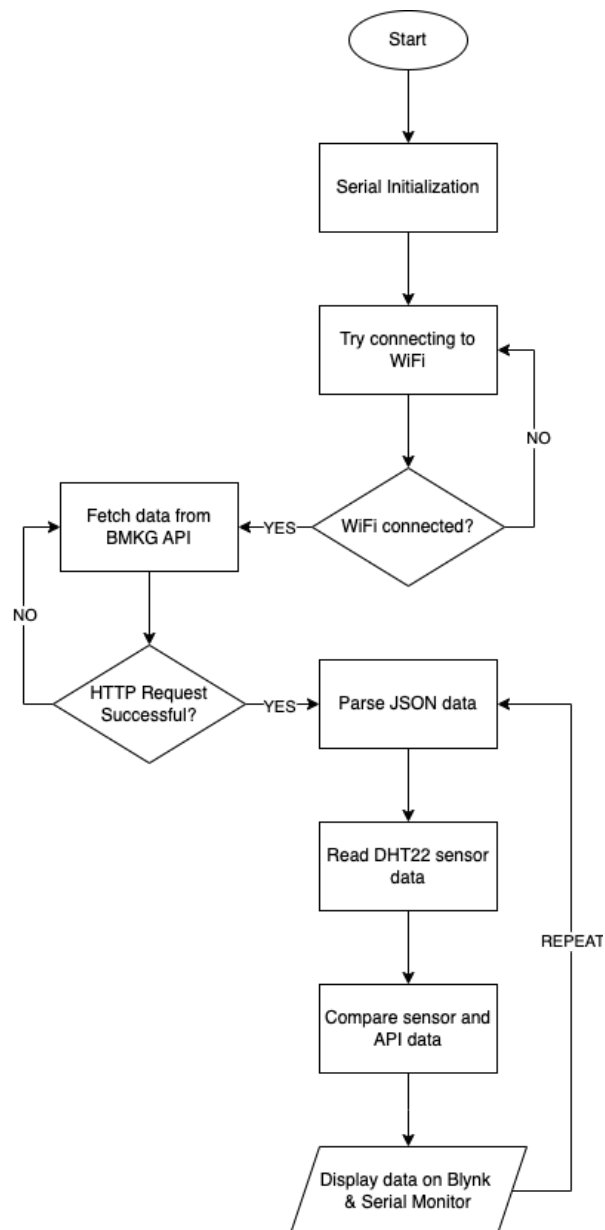 Start
Serial Initialization
Try connecting to
WiFi
NO
WiFi connected?
YES
Fetch data from
BMKG API
NO
HTTP Request
Successful?
YES
Parse JSON data
Read DHT22 sensor
data
REPEAT
Compare sensor and
API data
Display data on Blynk
& Serial Monitor